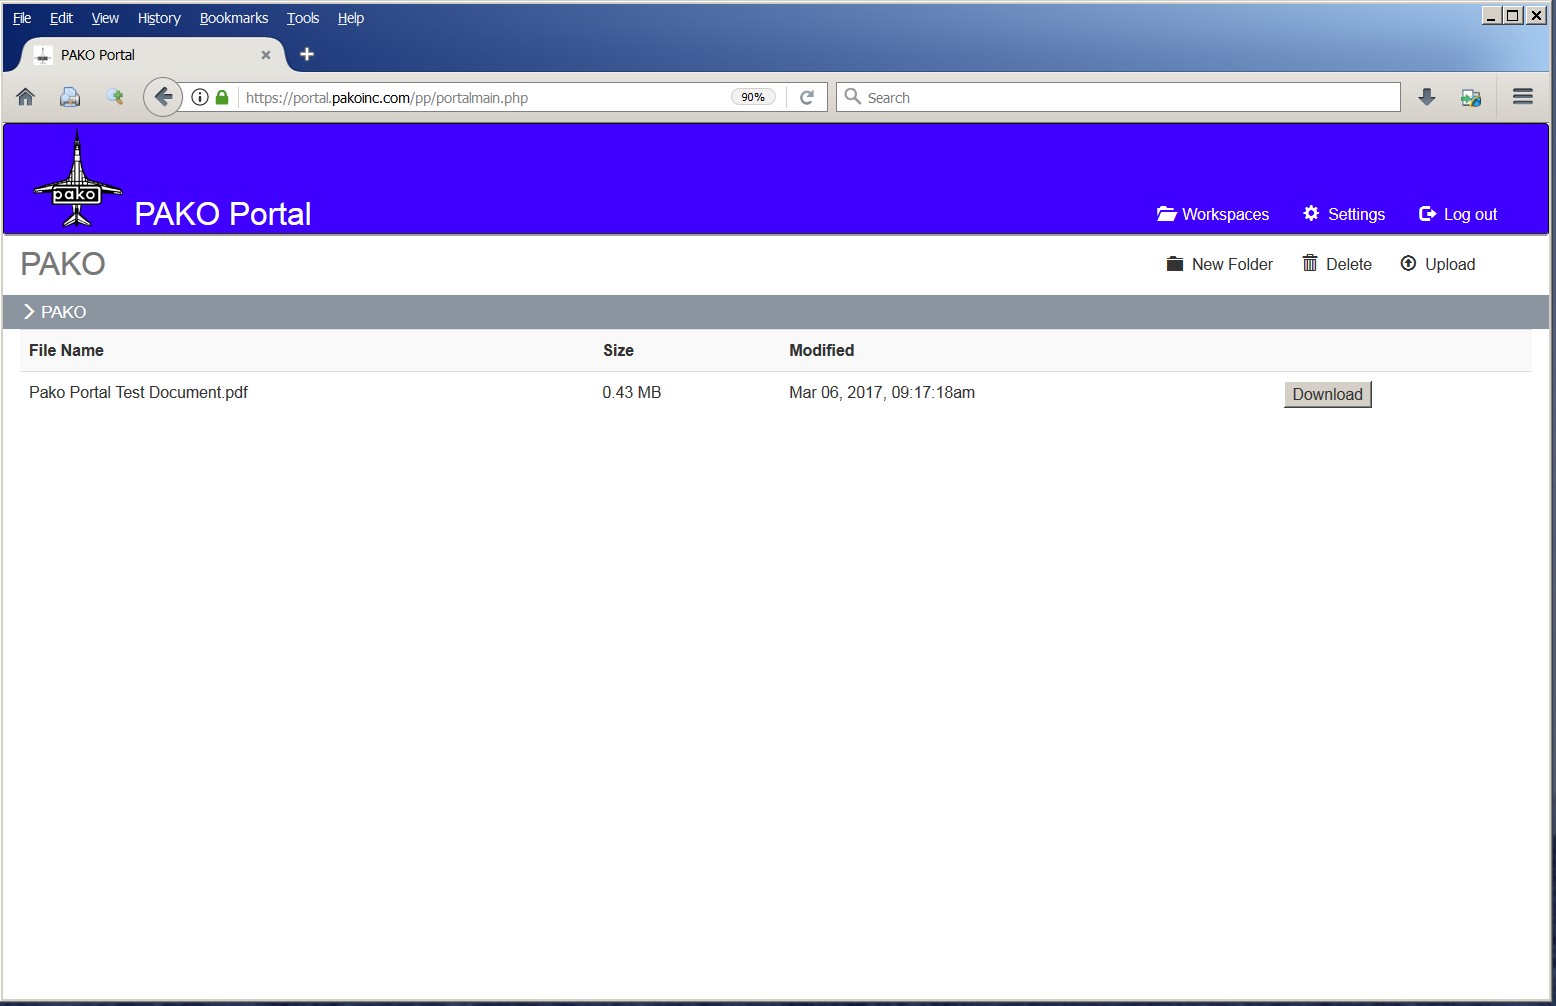 File Edit View History Bookmarks Tools Help
PAKO Portal
https://portal.pakoinc.com/pp/portalmain.php 90% Search
pako
PAKO Portal
Workspaces Settings Log out
PAKO
New Folder Delete Upload
PAKO
File Name Size Modified
Pako Portal Test Document.pdf 0.43 MB Mar 06, 2017, 09:17:18am Download